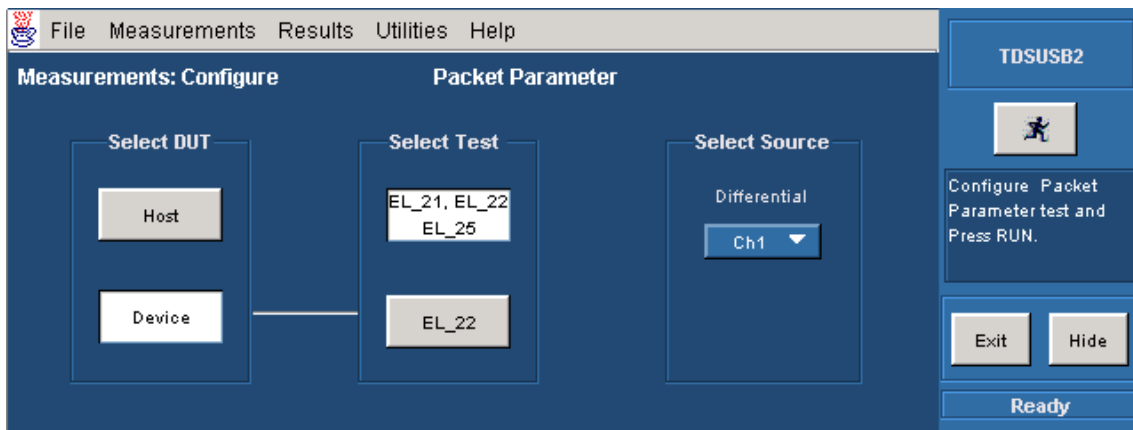 File Measurements Results Utilities Help
TDSUSB2
Measurements: Configure Packet Parameter
Select DUT
Host
Device
Select Test
EL_21, EL_22
EL_25
EL_22
Select Source
Differential
Ch1
Configure Packet
Parameter test and
Press RUN.
Exit Hide
Ready